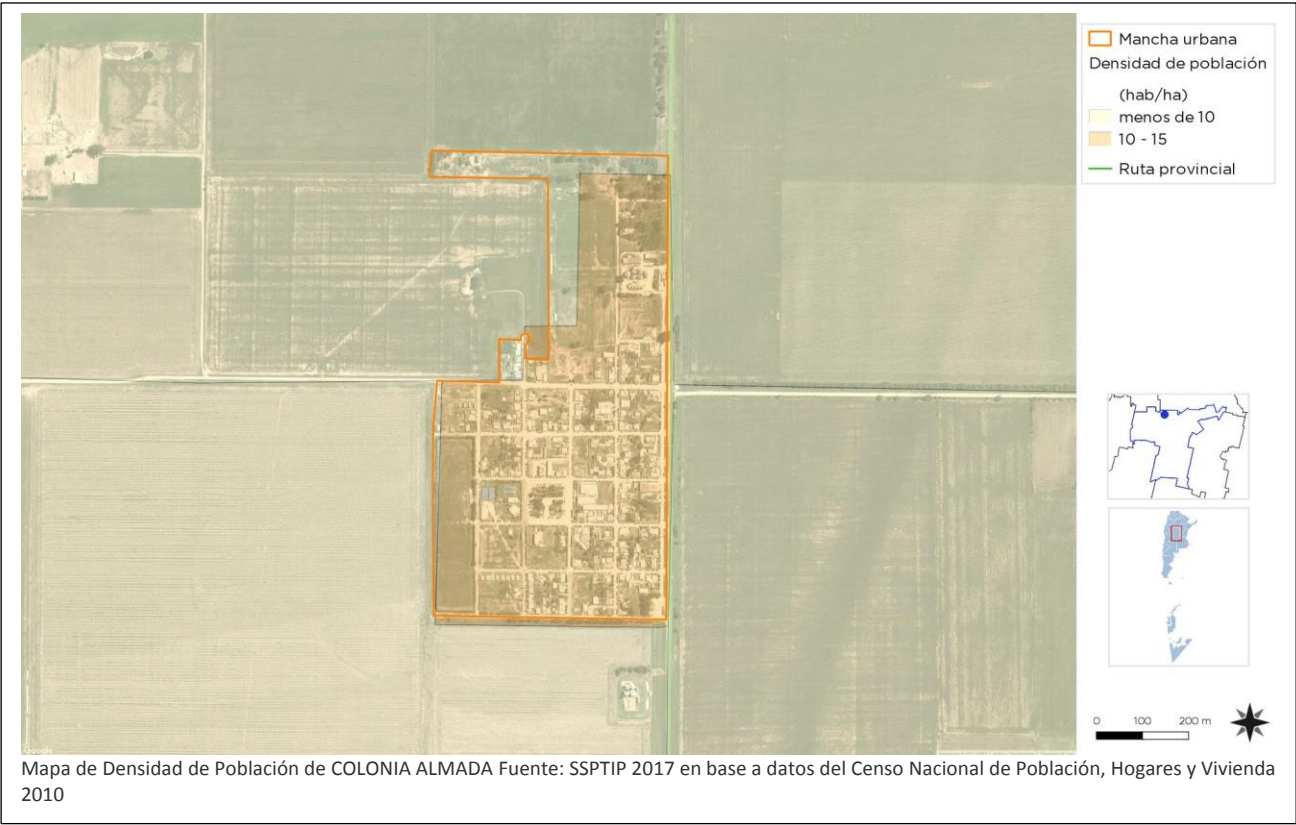 Mancha urbana
Densidad de población
(hab/ha)
menos de 10
10 - 15
Ruta provincial
0 100 200 m
Google
Mapa de Densidad de Población de COLONIA ALMADA Fuente: SSPTIP 2017 en base a datos del Censo Nacional de Población, Hogares y Vivienda
2010